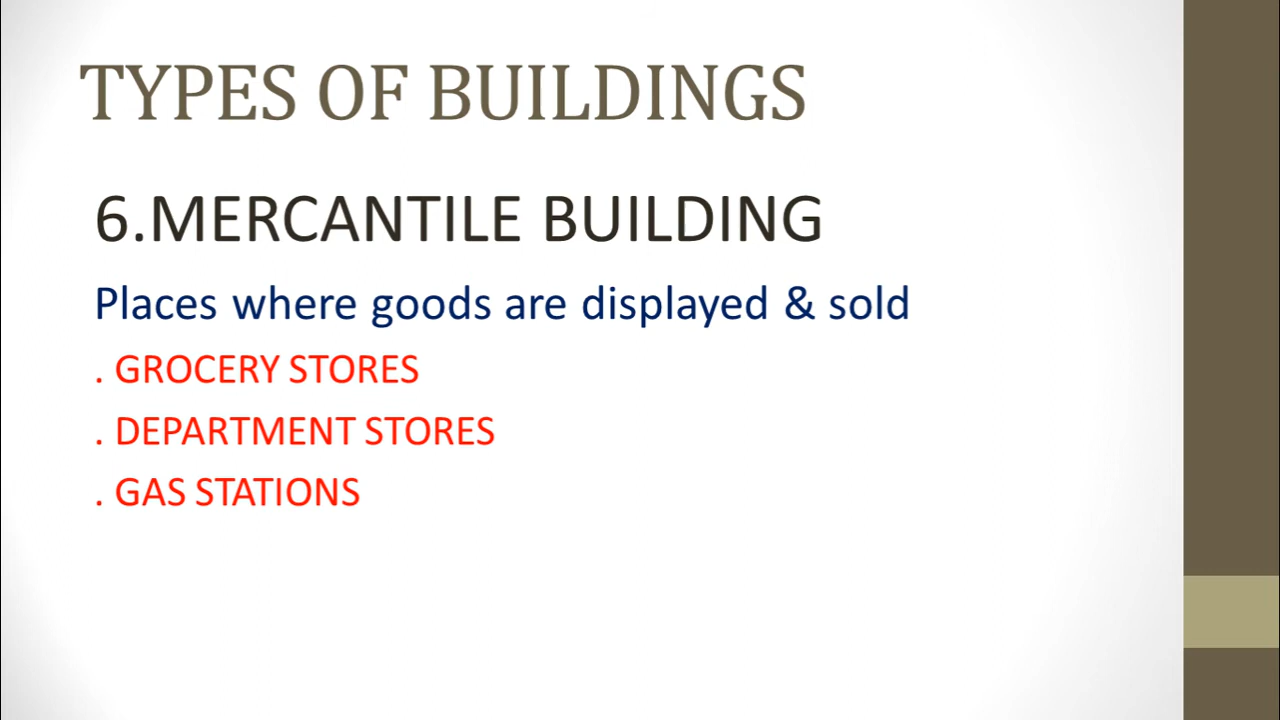 TYPES OF BUILDINGS
6.MERCANTILE BUILDING
Places where goods are displayed & sold
. GROCERY STORES
. DEPARTMENT STORES
. GAS STATIONS